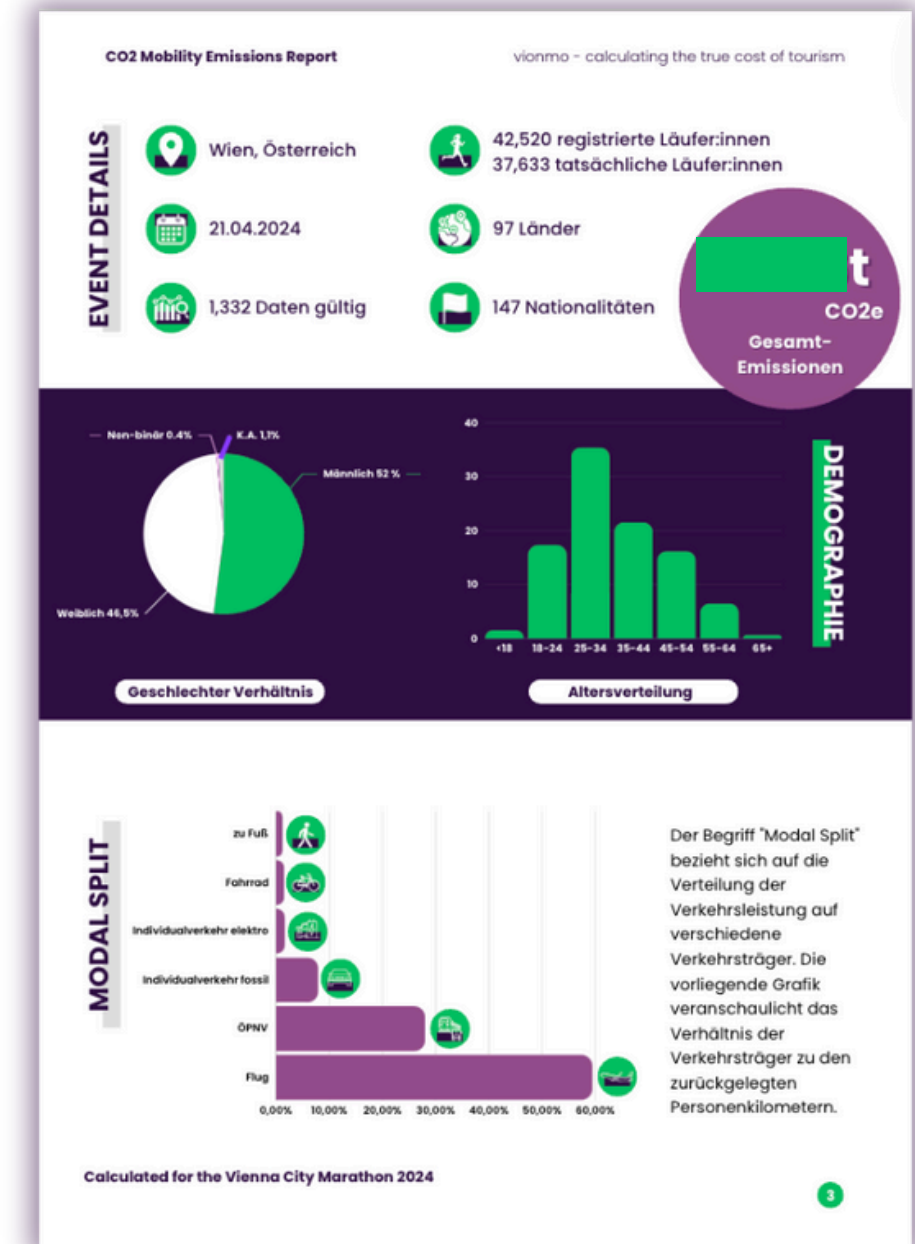 CO2 Mobility Emissions Report
vionmo - calculating the true cost of tourism
EVENT DETAILS
Wien, Österreich
42,520 registrierte Läufer:innen
37,633 tatsächliche Läufer:innen
21.04.2024
97 Länder
1,332 Daten gültig
147 Nationalitäten
t
CO2e
Gesamt-
Emissionen
Non-binär 0.4%
K.A. 1,1%
Männlich 52 %
Weiblich 46,5%
Geschlechter Verhältnis
40
30
20
10
0
<18 18-24 25-34 35-44 45-54 55-64 65+
Altersverteilung
DEMOGRAPHIE
MODAL SPLIT
zu Fuß
Fahrrad
Individualverkehr elektro
Individualverkehr fossil
ÖPNV
Flug
0,00% 10,00% 20,00% 30,00% 40,00% 50,00% 60,00%
Der Begriff "Modal Split"
bezieht sich auf die
Verteilung der
Verkehrsleistung auf
verschiedene
Verkehrsträger. Die
vorliegende Grafik
veranschaulicht das
Verhältnis der
Verkehrsträger zu den
zurückgelegten
Personenkilometern.
Calculated for the Vienna City Marathon 2024
3